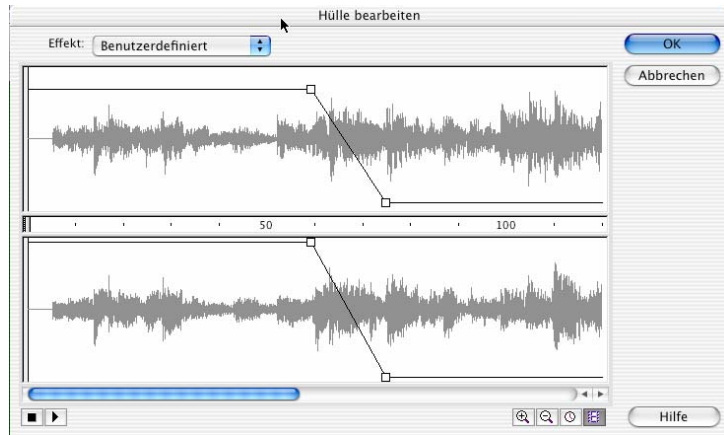 Hülle bearbeiten
Effekt: Benutzerdefiniert
OK
Abbrechen
50
100
Hilfe